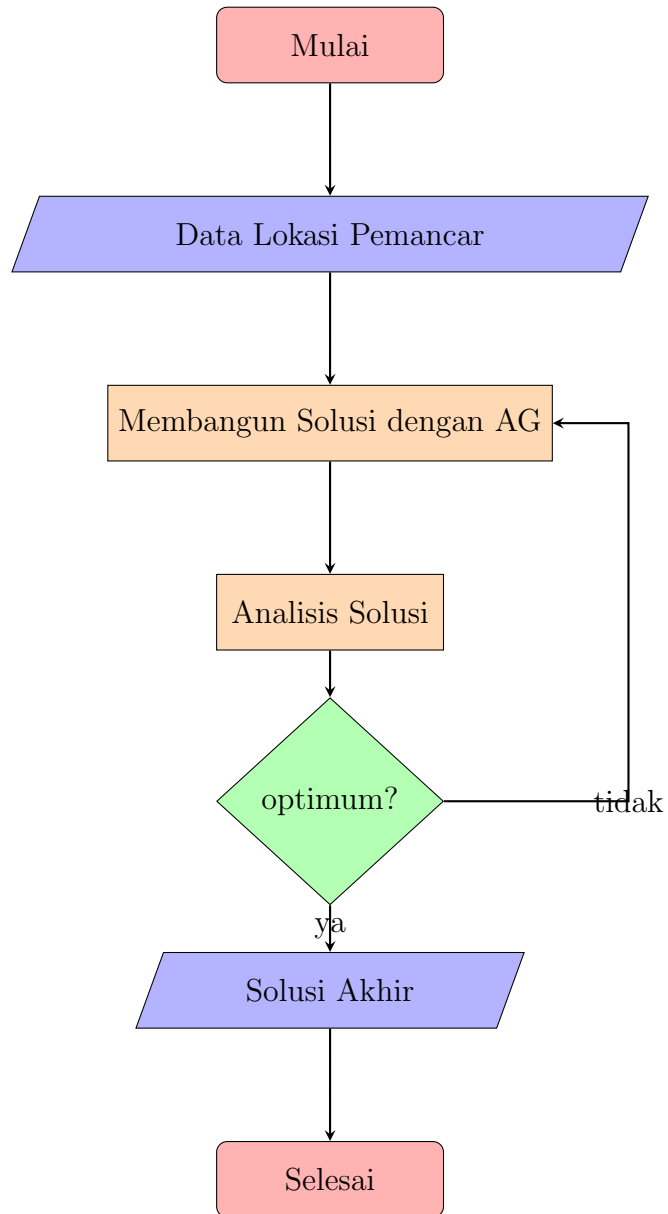 Mulai
Data Lokasi Pemancar
Membangun Solusi dengan AG
Analisis Solusi
optimum?
tidak
ya
Solusi Akhir
Selesai